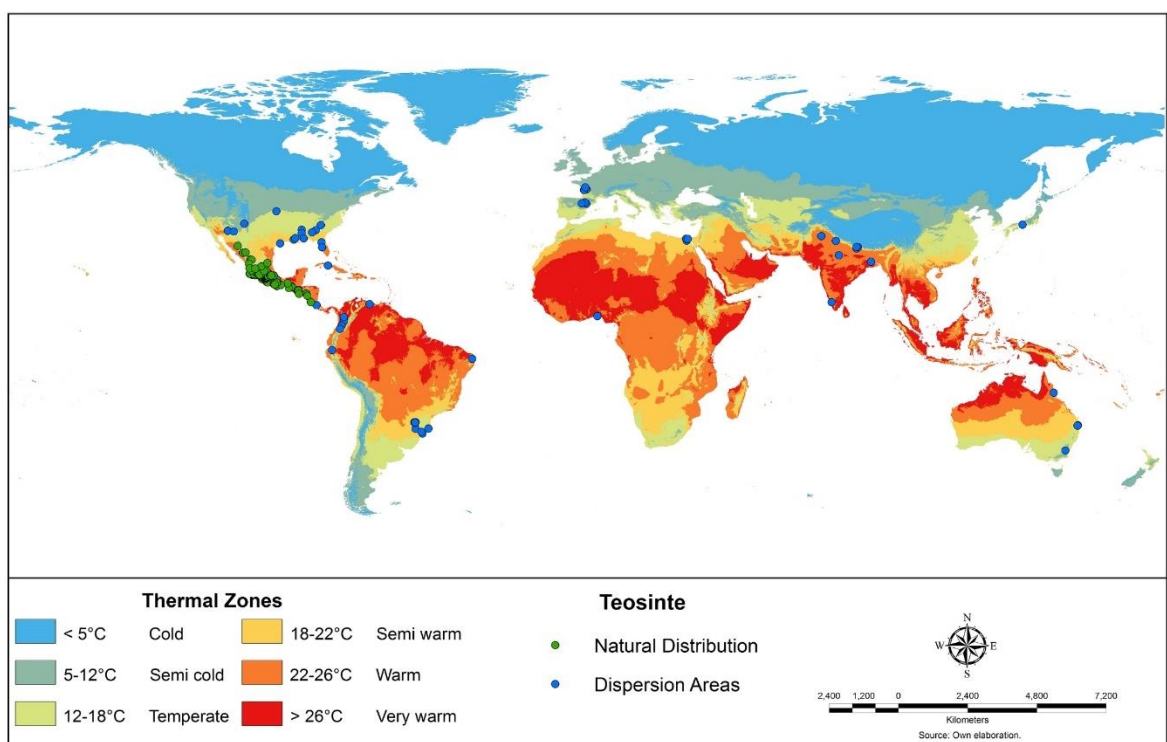 Thermal Zones
< 5°C Cold
5-12°C Semi cold
12-18°C Temperate
18-22°C Semi warm
22-26°C Warm
> 26°C Very warm
Teosinte
Natural Distribution
Dispersion Areas
N
W E
S
2,400 1,200 0 2,400 4,800 7,200
Kilometers
Source: Own elaboration.